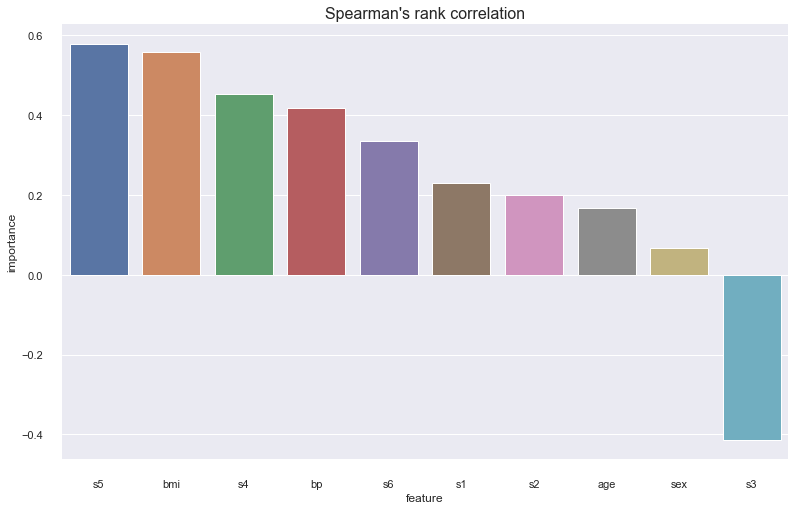 Spearman's rank correlation
importance
0.6
0.4
0.2
0.0
−0.2
−0.4
s5 bmi s4 bp s6 s1 s2 age sex s3
feature